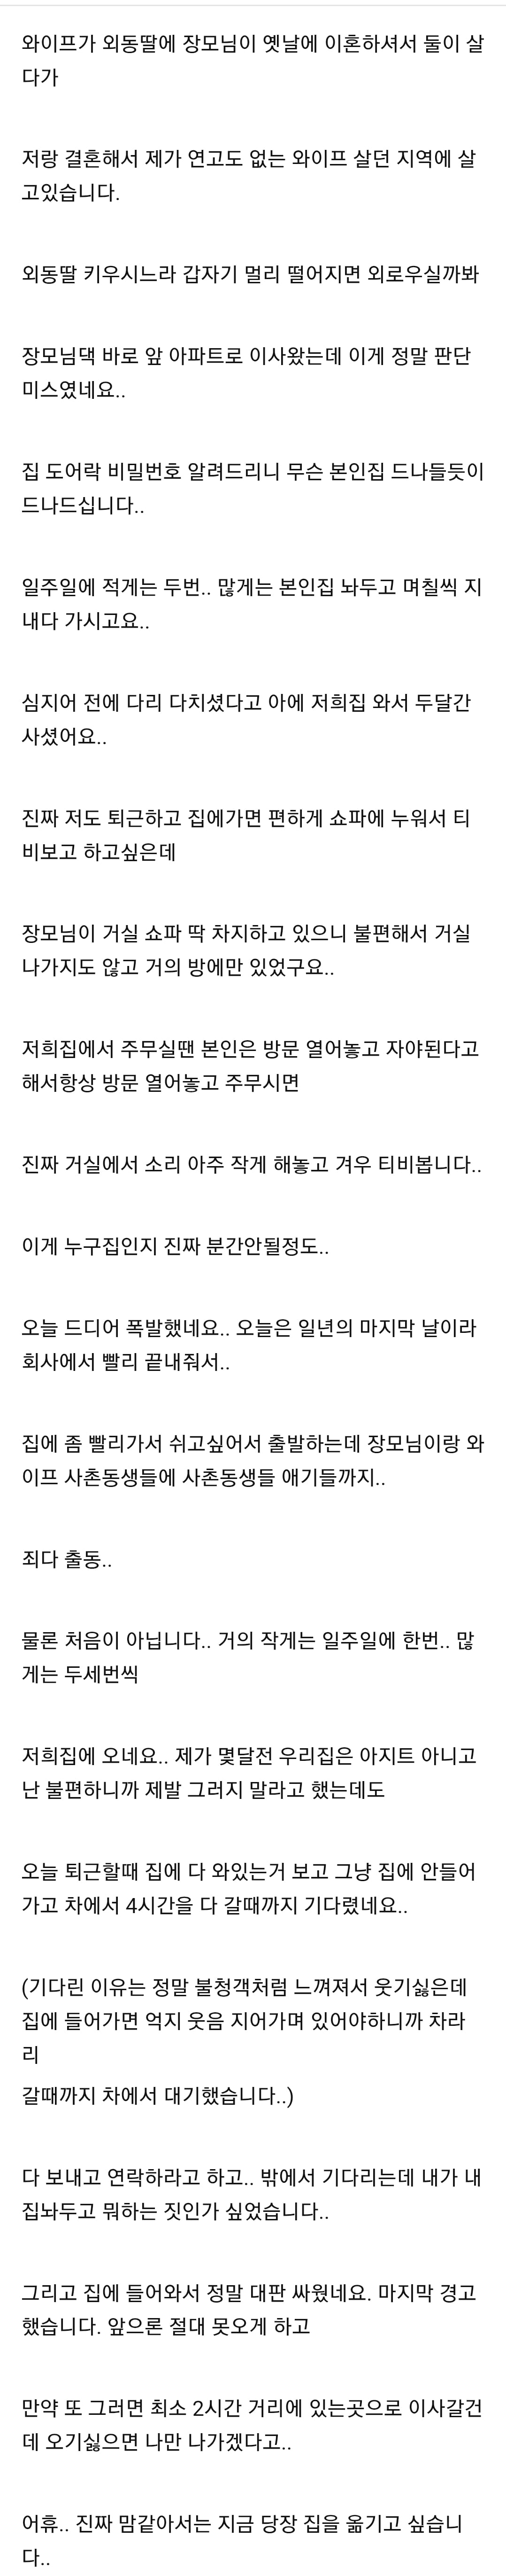 와이프가 외동딸에 장모님이 옛날에 이혼하셔서 둘이 살
다가
저랑 결혼해서 제가 연고도 없는 와이프 살던 지역에 살
고있습니다.
외동딸 키우시느라 갑자기 멀리 떨어지면 외로우실까봐
장모님댁 바로 앞 아파트로 이사왔는데 이게 정말 판단
미스였네요..
집 도어락 비밀번호 알려드리니 무슨 본인집 드나들듯이
드나드십니다..
일주일에 적게는 두번.. 많게는 본인집 놔두고 며칠씩 지
내다 가시고요..
심지어 전에 다리 다치셨다고 아에 저희집 와서 두달간
사셨어요..
진짜 저도 퇴근하고 집에가면 편하게 쇼파에 누워서 티
비보고 하고싶은데
장모님이 거실 쇼파 딱 차지하고 있으니 불편해서 거실
나가지도 않고 거의 방에만 있었구요..
저희집에서 주무실땐 본인은 방문 열어놓고 자야된다고
해서항상 방문 열어놓고 주무시면
진짜 거실에서 소리 아주 작게 해놓고 겨우 티비봅니다..
이게 누구집인지 진짜 분간안될정도..
오늘 드디어 폭발했네요.. 오늘은 일년의 마지막 날이라
회사에서 빨리 끝내줘서..
집에 좀 빨리가서 쉬고싶어서 출발하는데 장모님이랑 와
이프 사촌동생들에 사촌동생들 애기들까지..
죄다 출동..
물론 처음이 아닙니다.. 거의 작게는 일주일에 한번.. 많
게는 두세번씩
저희집에 오네요.. 제가 몇달전 우리집은 아지트 아니고
난 불편하니까 제발 그러지 말라고 했는데도
오늘 퇴근할때 집에 다 와있는거 보고 그냥 집에 안들어
가고 차에서 4시간을 다 갈때까지 기다렸네요..
(기다린 이유는 정말 불청객처럼 느껴져서 웃기싫은데
집에 들어가면 억지 웃음 지어가며 있어야하니까 차라
리
갈때까지 차에서 대기했습니다..)
다 보내고 연락하라고 하고.. 밖에서 기다리는데 내가 내
집놔두고 뭐하는 짓인가 싶었습니다..
그리고 집에 들어와서 정말 대판 싸웠네요. 마지막 경고
했습니다. 앞으론 절대 못오게 하고
만약 또 그러면 최소 2시간 거리에 있는곳으로 이사갈건
데 오기싫으면 나만 나가겠다고..
어휴.. 진짜 맘같아서는 지금 당장 집을 옮기고 싶습니
다..